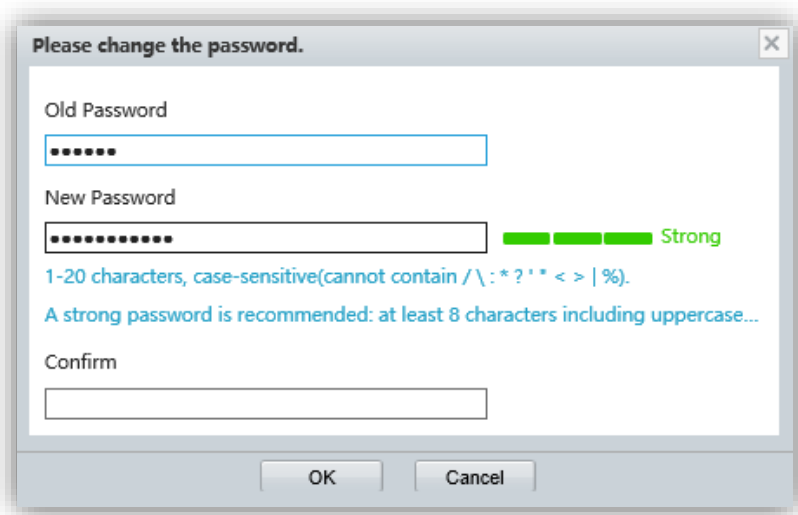 Please change the password.
Old Password
••••••
New Password
•••••••••••
Strong
1-20 characters, case-sensitive(cannot contain / \ : * ? ' " < > | %).
A strong password is recommended: at least 8 characters including uppercase...
Confirm
OK
Cancel